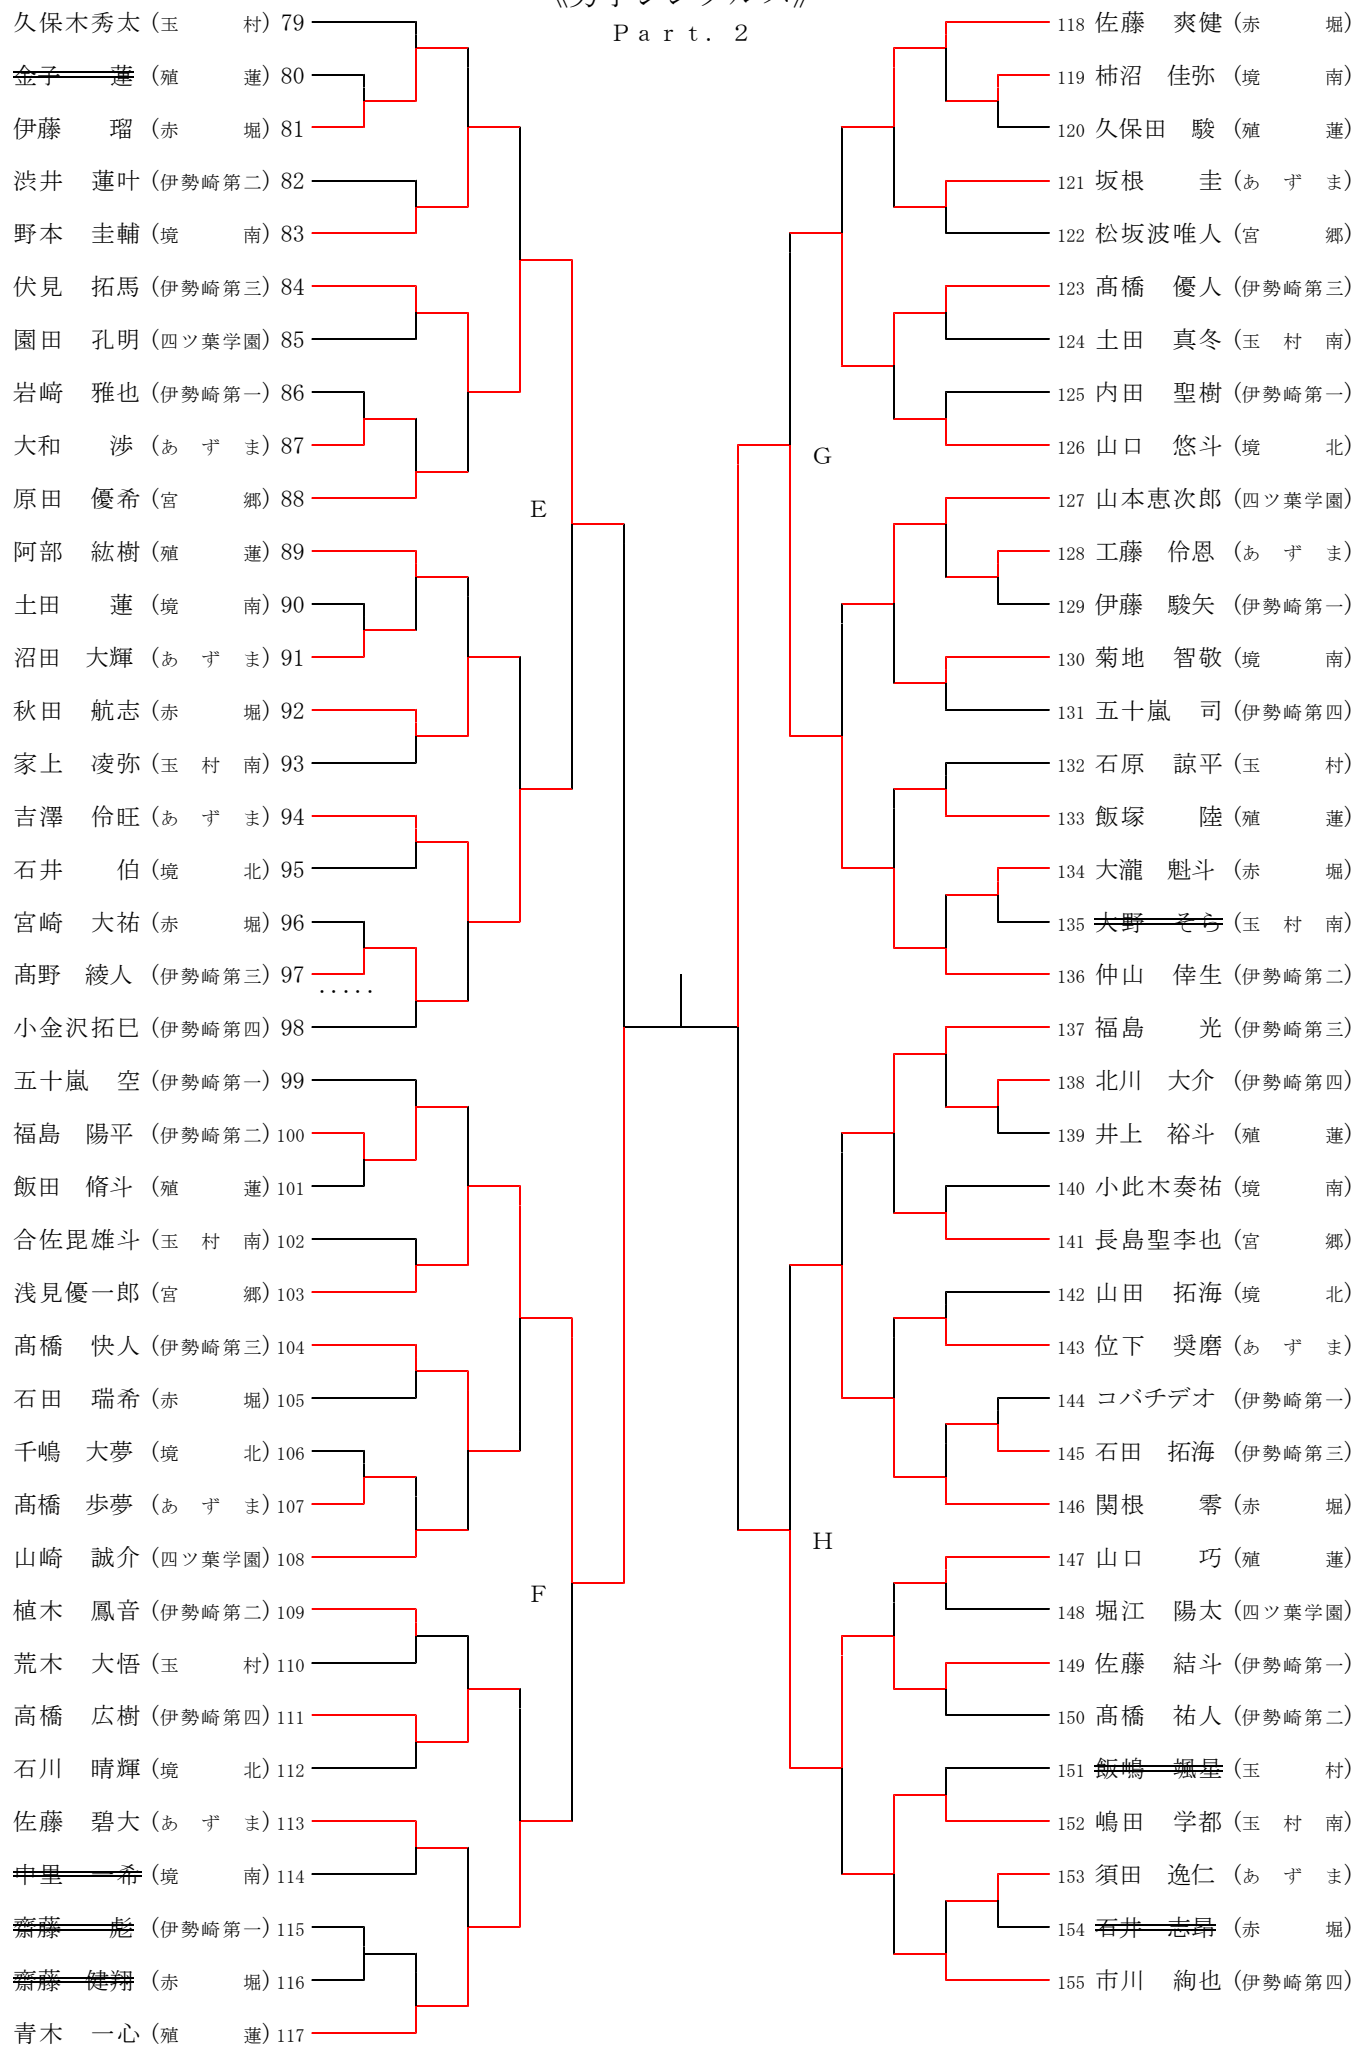 Part. 2
久保木秀太 (玉 村) 79
金子 蓮 (殖 蓮) 80
伊藤 瑠 (赤 堀) 81
渋井 蓮叶 (伊勢崎第二) 82
野本 圭輔 (境 南) 83
伏見 拓馬 (伊勢崎第三) 84
園田 孔明 (四ツ葉学園) 85
岩﨑 雅也 (伊勢崎第一) 86
大和 渉 (あ ず ま) 87
原田 優希 (宮 郷) 88
E
阿部 紘樹 (殖 蓮) 89
土田 蓮 (境 南) 90
沼田 大輝 (あ ず ま) 91
秋田 航志 (赤 堀) 92
家上 凌弥 (玉 村 南) 93
吉澤 伶旺 (あ ず ま) 94
石井 伯 (境 北) 95
宮崎 大祐 (赤 堀) 96
髙野 綾人 (伊勢崎第三) 97
.....
小金沢拓巳 (伊勢崎第四) 98
五十嵐 空 (伊勢崎第一) 99
福島 陽平 (伊勢崎第二) 100
飯田 脩斗 (殖 蓮) 101
合佐毘雄斗 (玉 村 南) 102
浅見優一郎 (宮 郷) 103
髙橋 快人 (伊勢崎第三) 104
石田 瑞希 (赤 堀) 105
千嶋 大夢 (境 北) 106
髙橋 歩夢 (あ ず ま) 107
山崎 誠介 (四ツ葉学園) 108
F
植木 鳳音 (伊勢崎第二) 109
荒木 大悟 (玉 村) 110
高橋 広樹 (伊勢崎第四) 111
石川 晴輝 (境 北) 112
佐藤 碧大 (あ ず ま) 113
中里 一希 (境 南) 114
齋藤 彪 (伊勢崎第一) 115
齋藤 健翔 (赤 堀) 116
青木 一心 (殖 蓮) 117
118 佐藤 爽健 (赤 堀)
119 柿沼 佳弥 (境 南)
120 久保田 駿 (殖 蓮)
121 坂根 圭 (あ ず ま)
122 松坂波唯人 (宮 郷)
123 髙橋 優人 (伊勢崎第三)
124 土田 真冬 (玉 村 南)
125 内田 聖樹 (伊勢崎第一)
126 山口 悠斗 (境 北)
G
127 山本恵次郎 (四ツ葉学園)
128 工藤 伶恩 (あ ず ま)
129 伊藤 駿矢 (伊勢崎第一)
130 菊地 智敬 (境 南)
131 五十嵐 司 (伊勢崎第四)
132 石原 諒平 (玉 村)
133 飯塚 陸 (殖 蓮)
134 大瀧 魁斗 (赤 堀)
135 大野 そら (玉 村 南)
136 仲山 倖生 (伊勢崎第二)
137 福島 光 (伊勢崎第三)
138 北川 大介 (伊勢崎第四)
139 井上 裕斗 (殖 蓮)
140 小此木奏祐 (境 南)
141 長島聖李也 (宮 郷)
142 山田 拓海 (境 北)
143 位下 奨磨 (あ ず ま)
144 コバチデオ (伊勢崎第一)
145 石田 拓海 (伊勢崎第三)
146 関根 零 (赤 堀)
H
147 山口 巧 (殖 蓮)
148 堀江 陽太 (四ツ葉学園)
149 佐藤 結斗 (伊勢崎第一)
150 髙橋 祐人 (伊勢崎第二)
151 飯嶋 颯星 (玉 村)
152 嶋田 学都 (玉 村 南)
153 須田 逸仁 (あ ず ま)
154 石井 志昂 (赤 堀)
155 市川 絢也 (伊勢崎第四)